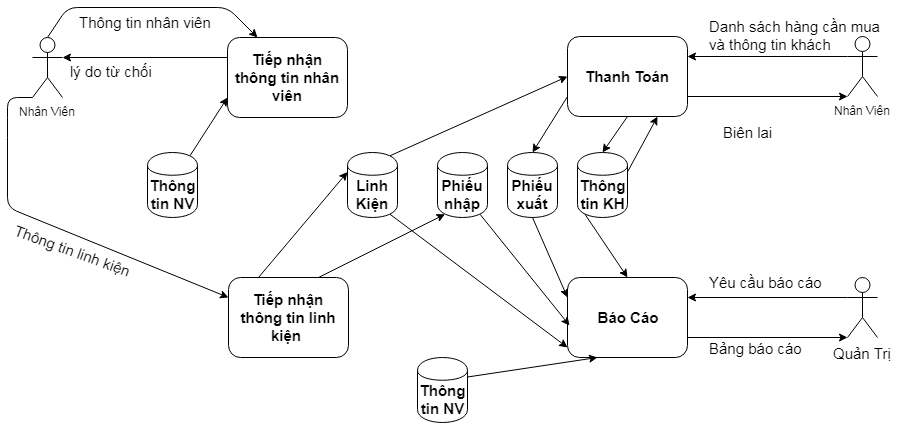 Thông tin nhân viên
lý do từ chối
Nhân Viên
Tiếp nhận
thông tin nhân
viên
Thông
tin NV
Thông tin linh kiện
Tiếp nhận
thông tin linh
kiện
Linh
Kiện
Phiếu
nhập
Phiếu
xuất
Thông
tin KH
Thanh Toán
Danh sách hàng cần mua
và thông tin khách
Nhân Viên
Biên lai
Báo Cáo
Yêu cầu báo cáo
Bảng báo cáo
Quản Trị
Thông
tin NV